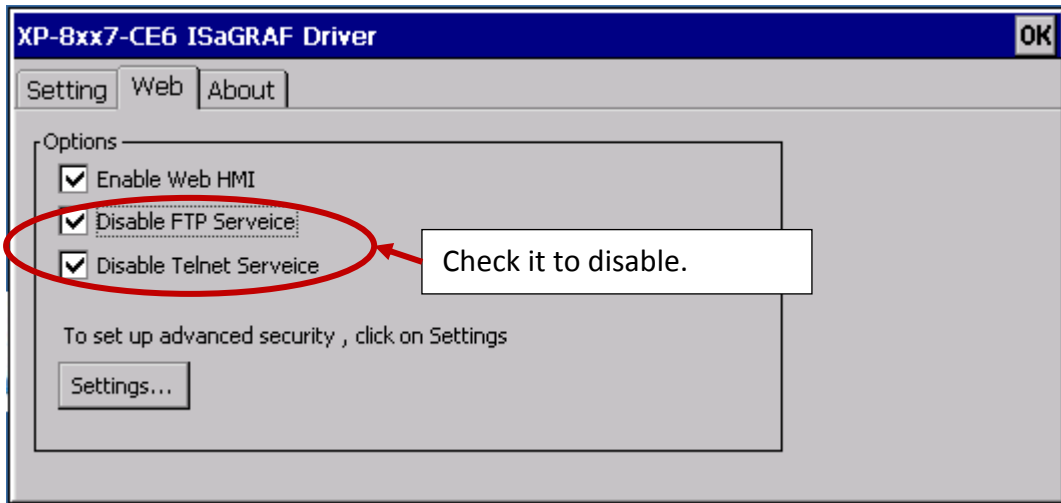 XP-8xx7-CE6 ISaGRAF Driver OK
Setting Web About
Options
Enable Web HMI
Disable FTP Serveice
Disable Telnet Serveice
Check it to disable.
To set up advanced security , click on Settings
Settings...